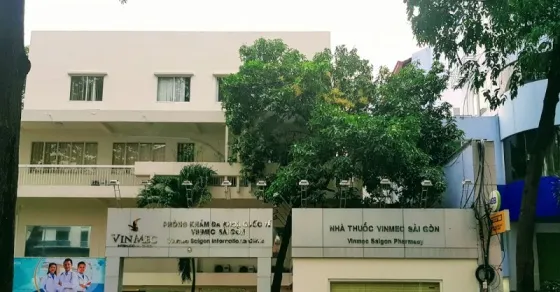 VINMEC
PHÒNG KHÁM ĐA KHOA QUỐC TẾ
VINMEC SÀI GÒN
Vinmec Saigon International Clinic
NHÀ THUỐC VINMEC SÀI GÒN
Vinmec Saigon Pharmacy